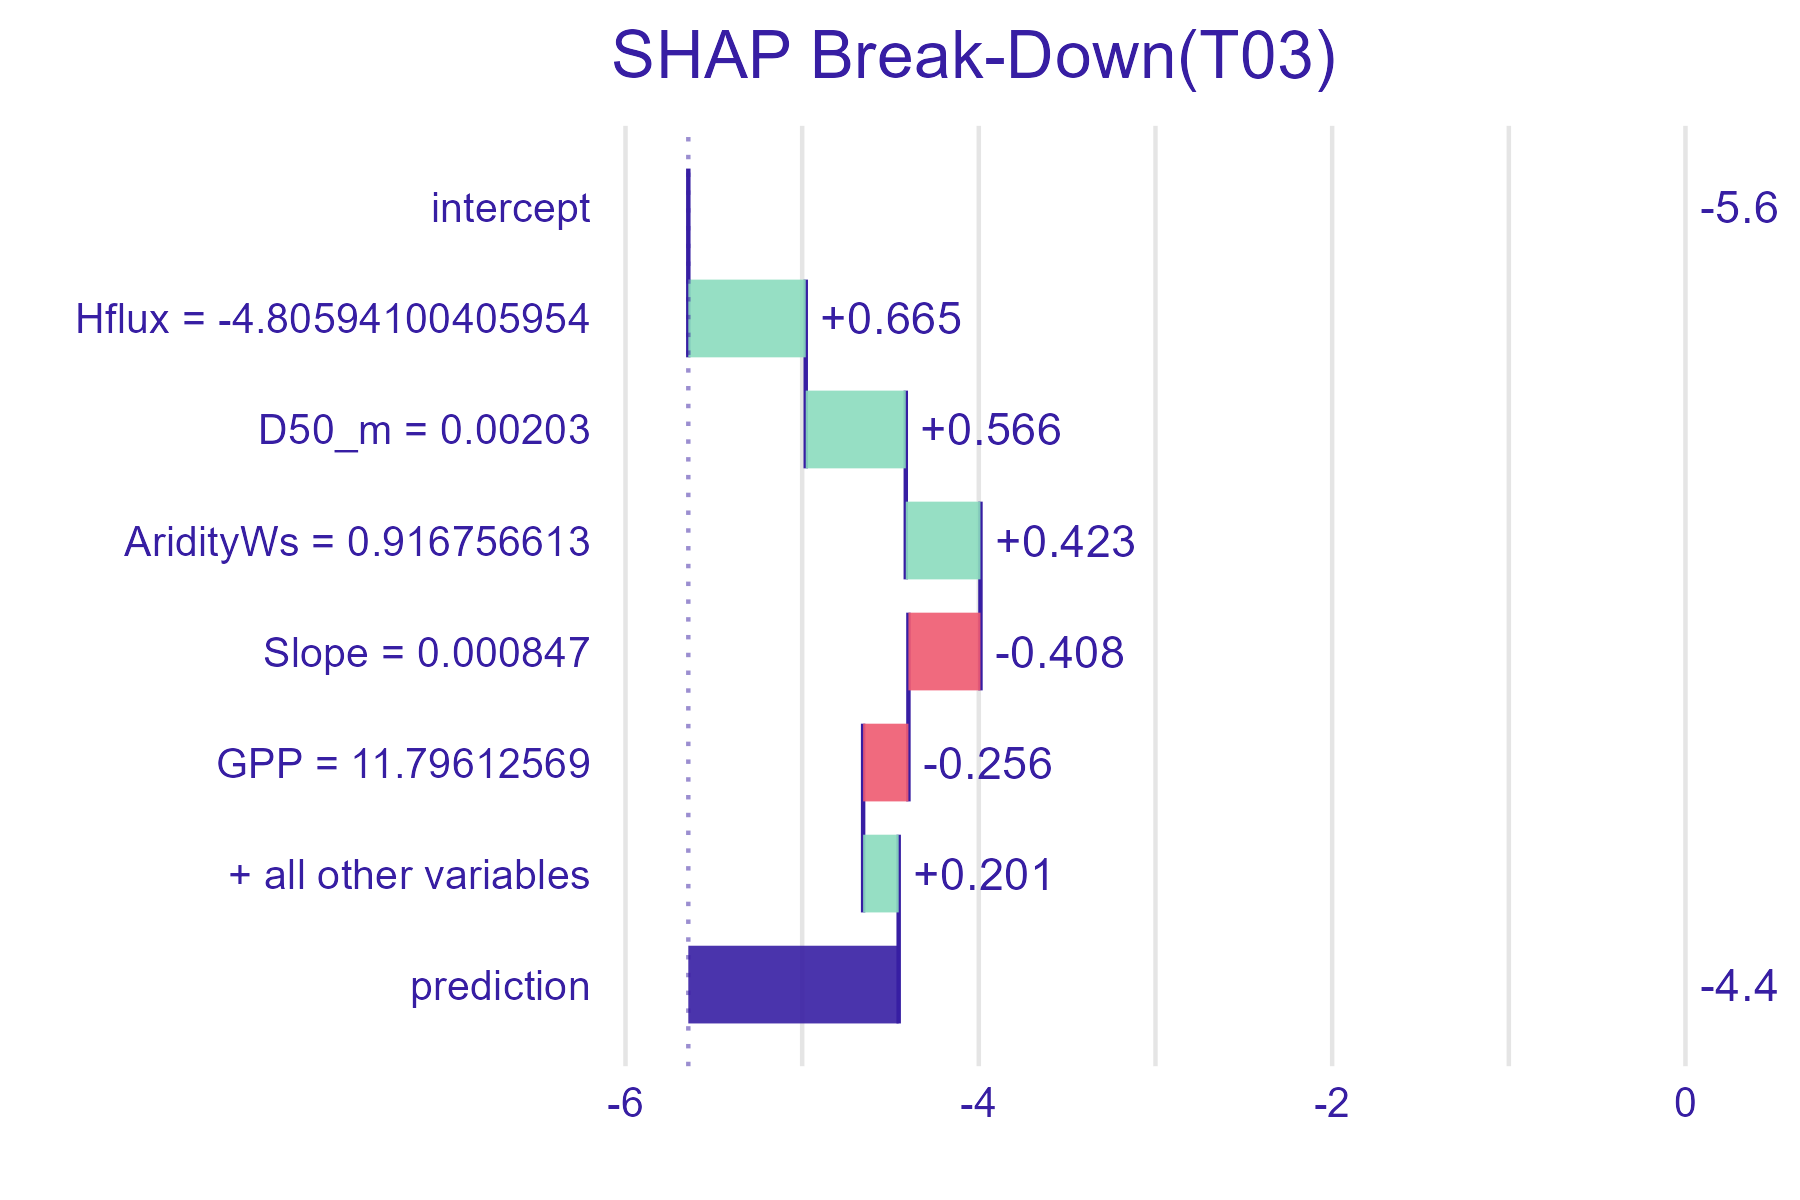 SHAP Break-Down(T03)
intercept -5.6
Hflux = -4.80594100405954 +0.665
D50_m = 0.00203 +0.566
AridityWs = 0.916756613 +0.423
Slope = 0.000847 -0.408
GPP = 11.79612569 -0.256
+ all other variables +0.201
prediction -4.4
-6 -4 -2 0